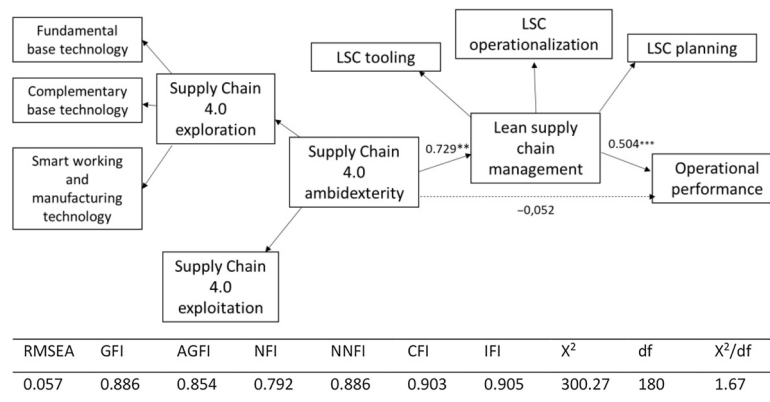 Fundamental
base technology
Complementary
base technology
Smart working
and
manufacturing
technology
Supply Chain
4.0
exploration
Supply Chain
4.0
ambidexterity
Supply Chain
4.0
exploitation
LSC tooling
LSC
operationalization
LSC planning
0.729**
Lean supply
chain
management
0.504***
Operational
performance
−0,052
RMSEA GFI AGFI NFI NNFI CFI IFI X² df X²/df
0.057 0.886 0.854 0.792 0.886 0.903 0.905 300.27 180 1.67